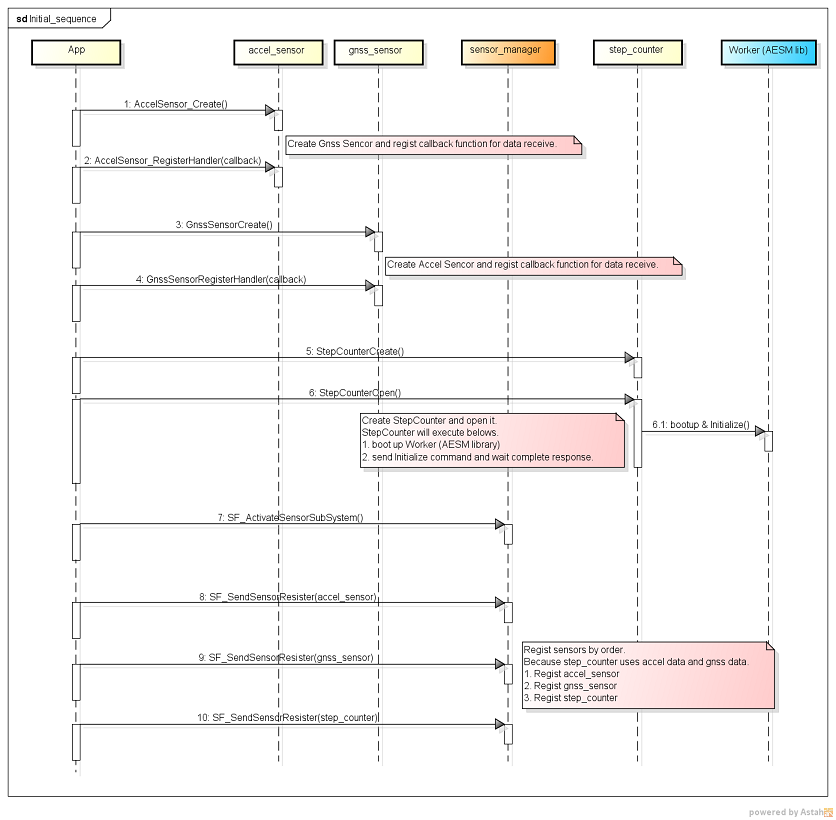 sd Initial_sequence
App
accel_sensor
gnss_sensor
sensor_manager
step_counter
Worker (AESM lib)
1: AccelSensor_Create()
Create Gnss Sencor and regist callback function for data receive.
2: AccelSensor_RegisterHandler(callback)
3: GnssSensorCreate()
Create Accel Sencor and regist callback function for data receive.
4: GnssSensorRegisterHandler(callback)
5: StepCounterCreate()
6: StepCounterOpen()
Create StepCounter and open it.
StepCounter will execute belows.
1. boot up Worker (AESM library)
2. send Initialize command and wait complete response.
6.1: bootup & Initialize()
7: SF_ActivateSensorSubSystem()
8: SF_SendSensorResister(accel_sensor)
9: SF_SendSensorResister(gnss_sensor)
Regist sensors by order.
Because step_counter uses accel data and gnss data.
1. Regist accel_sensor
2. Regist gnss_sensor
3. Regist step_counter
10: SF_SendSensorResister(step_counter)
powered by Astah